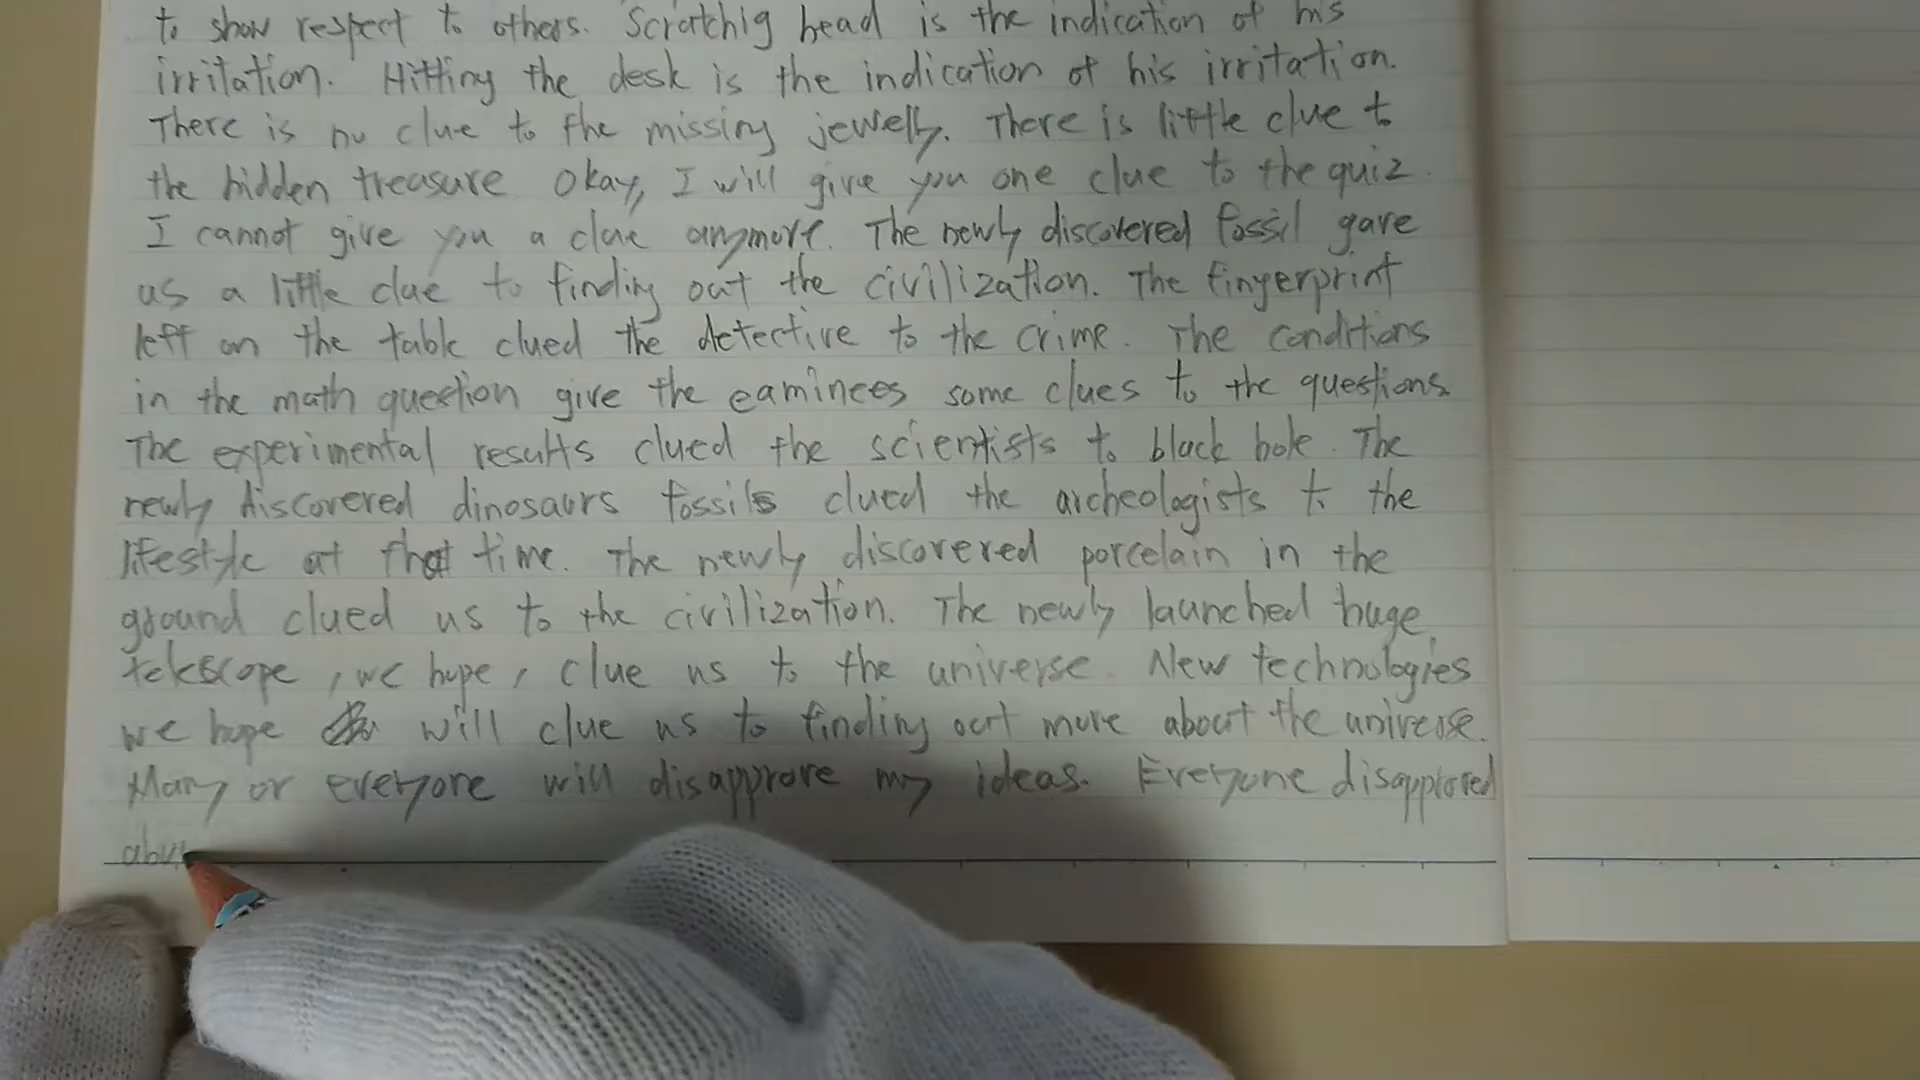 to show respect to others. Scratchig head is the indication of his
irritation. Hitting the desk is the indication of his irritation.
There is no clue to the missing jewelly. There is little clue to
the hidden treasure Okay, I will give you one clue to the quiz.
I cannot give you a clue anymore. The newly discovered fossil gave
us a little clue to finding out the civilization. The fingerprint
left on the table clued the detective to the crime. The conditions
in the math question give the eaminees some clues to the questions.
The experimental results clued the scientists to black hole. The
newly discovered dinosaurs fossils clued the archeologists to the
lifestyle at that time. The newly discovered porcelain in the
ground clued us to the civilization. The newly launched huge
telescope, we hope, clue us to the universe. New technologies
we hope will clue us to finding out more about the universe.
Many or everyone will disapprove my ideas. Everyone disapproved
abu